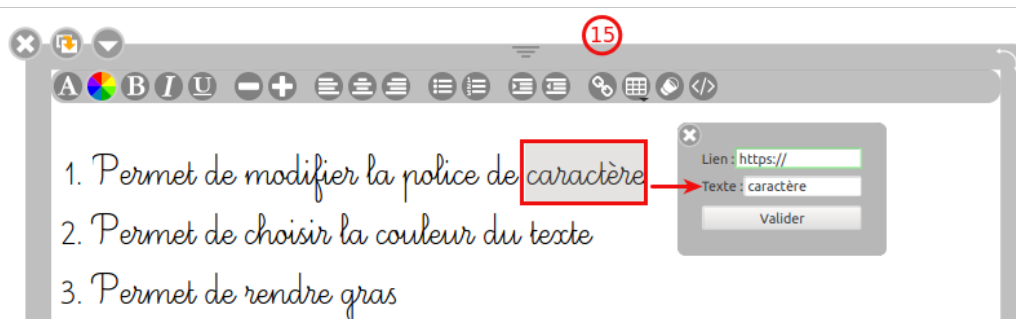 15
A B I U </>
1. Permet de modifier la police de caractère
Lien : https://
Texte : caractère
Valider
2. Permet de choisir la couleur du texte
3. Permet de rendre gras